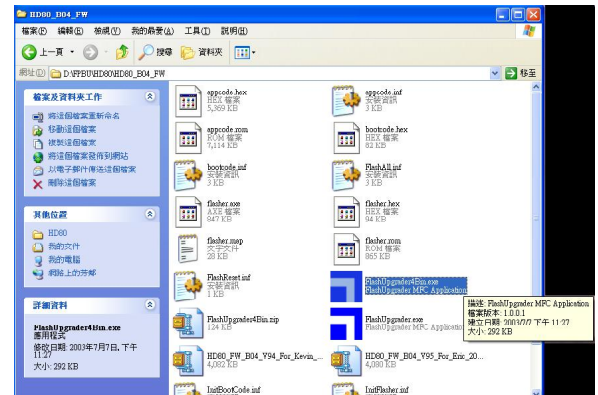 HD80_B04_FW
檔案(F) 編輯(E) 檢視(V) 我的最愛(A) 工具(T) 說明(H)
上一頁 搜尋 資料夾
網址(D) D:\FPBU\HD80\HD80_B04_FW 移至
檔案及資料夾工作
將這個檔案重新命名
移動這個檔案
複製這個檔案
將這個檔案發佈到網站
以電子郵件傳送這個檔案
刪除這個檔案
其他位置
HD80
我的文件
我的電腦
網路上的芳鄰
詳細資料
FlashUpgrader4Bin.exe
應用程式
修改日期: 2003年7月7日, 下午
11:27
大小: 292 KB
appcode.hex
HEX 檔案
5,369 KB
appcode.inf
安裝資訊
3 KB
appcode.rom
ROM 檔案
7,114 KB
bootcode.hex
HEX 檔案
82 KB
bootcode.inf
安裝資訊
3 KB
FlashAll.inf
安裝資訊
3 KB
flasher.axe
AXE 檔案
847 KB
flasher.hex
HEX 檔案
94 KB
flasher.map
文字文件
28 KB
flasher.rom
ROM 檔案
865 KB
FlashReset.inf
安裝資訊
1 KB
FlashUpgrader4Bin.exe
FlashUpgrader MFC Application
FlashUpgrader4Bin.zip
124 KB
FlashUpgrader.exe
FlashUpgrader MFC Applicatio
HD80_FW_B04_Y94_For_Kevin_...
4,082 KB
HD80_FW_B04_Y95_For_Eric_20...
4,080 KB
InitBootCode.inf
InitFlasher.inf
描述: FlashUpgrader MFC Application
檔案版本: 1.0.0.1
建立日期: 2003/7/7 下午 11:27
大小: 292 KB